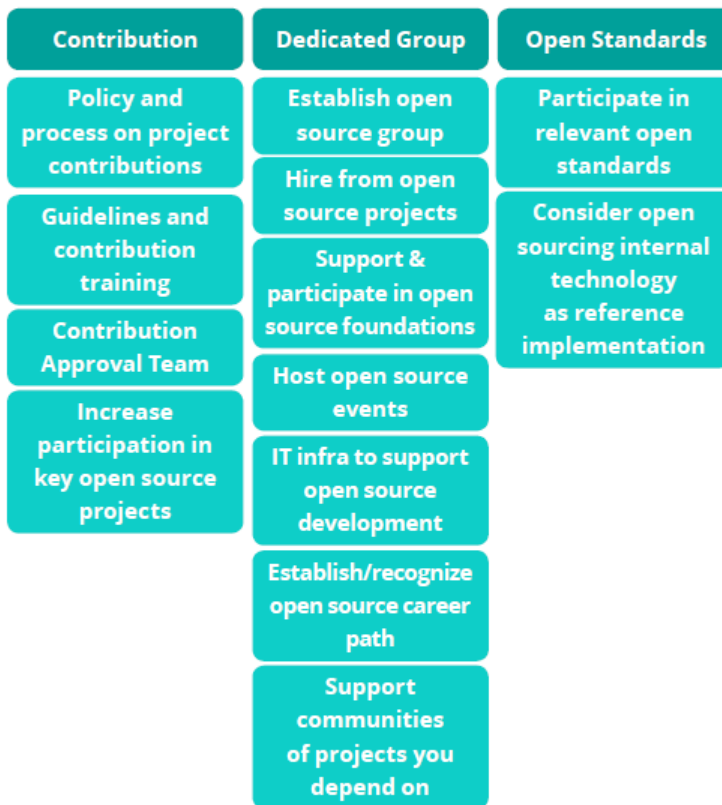 Contribution
Policy and
process on project
contributions
Guidelines and
contribution
training
Contribution
Approval Team
Increase
participation in
key open source
projects
Dedicated Group
Establish open
source group
Hire from open
source projects
Support &
participate in open
source foundations
Host open source
events
IT infra to support
open source
development
Establish/recognize
open source career
path
Support
communities
of projects you
depend on
Open Standards
Participate in
relevant open
standards
Consider open
sourcing internal
technology
as reference
implementation